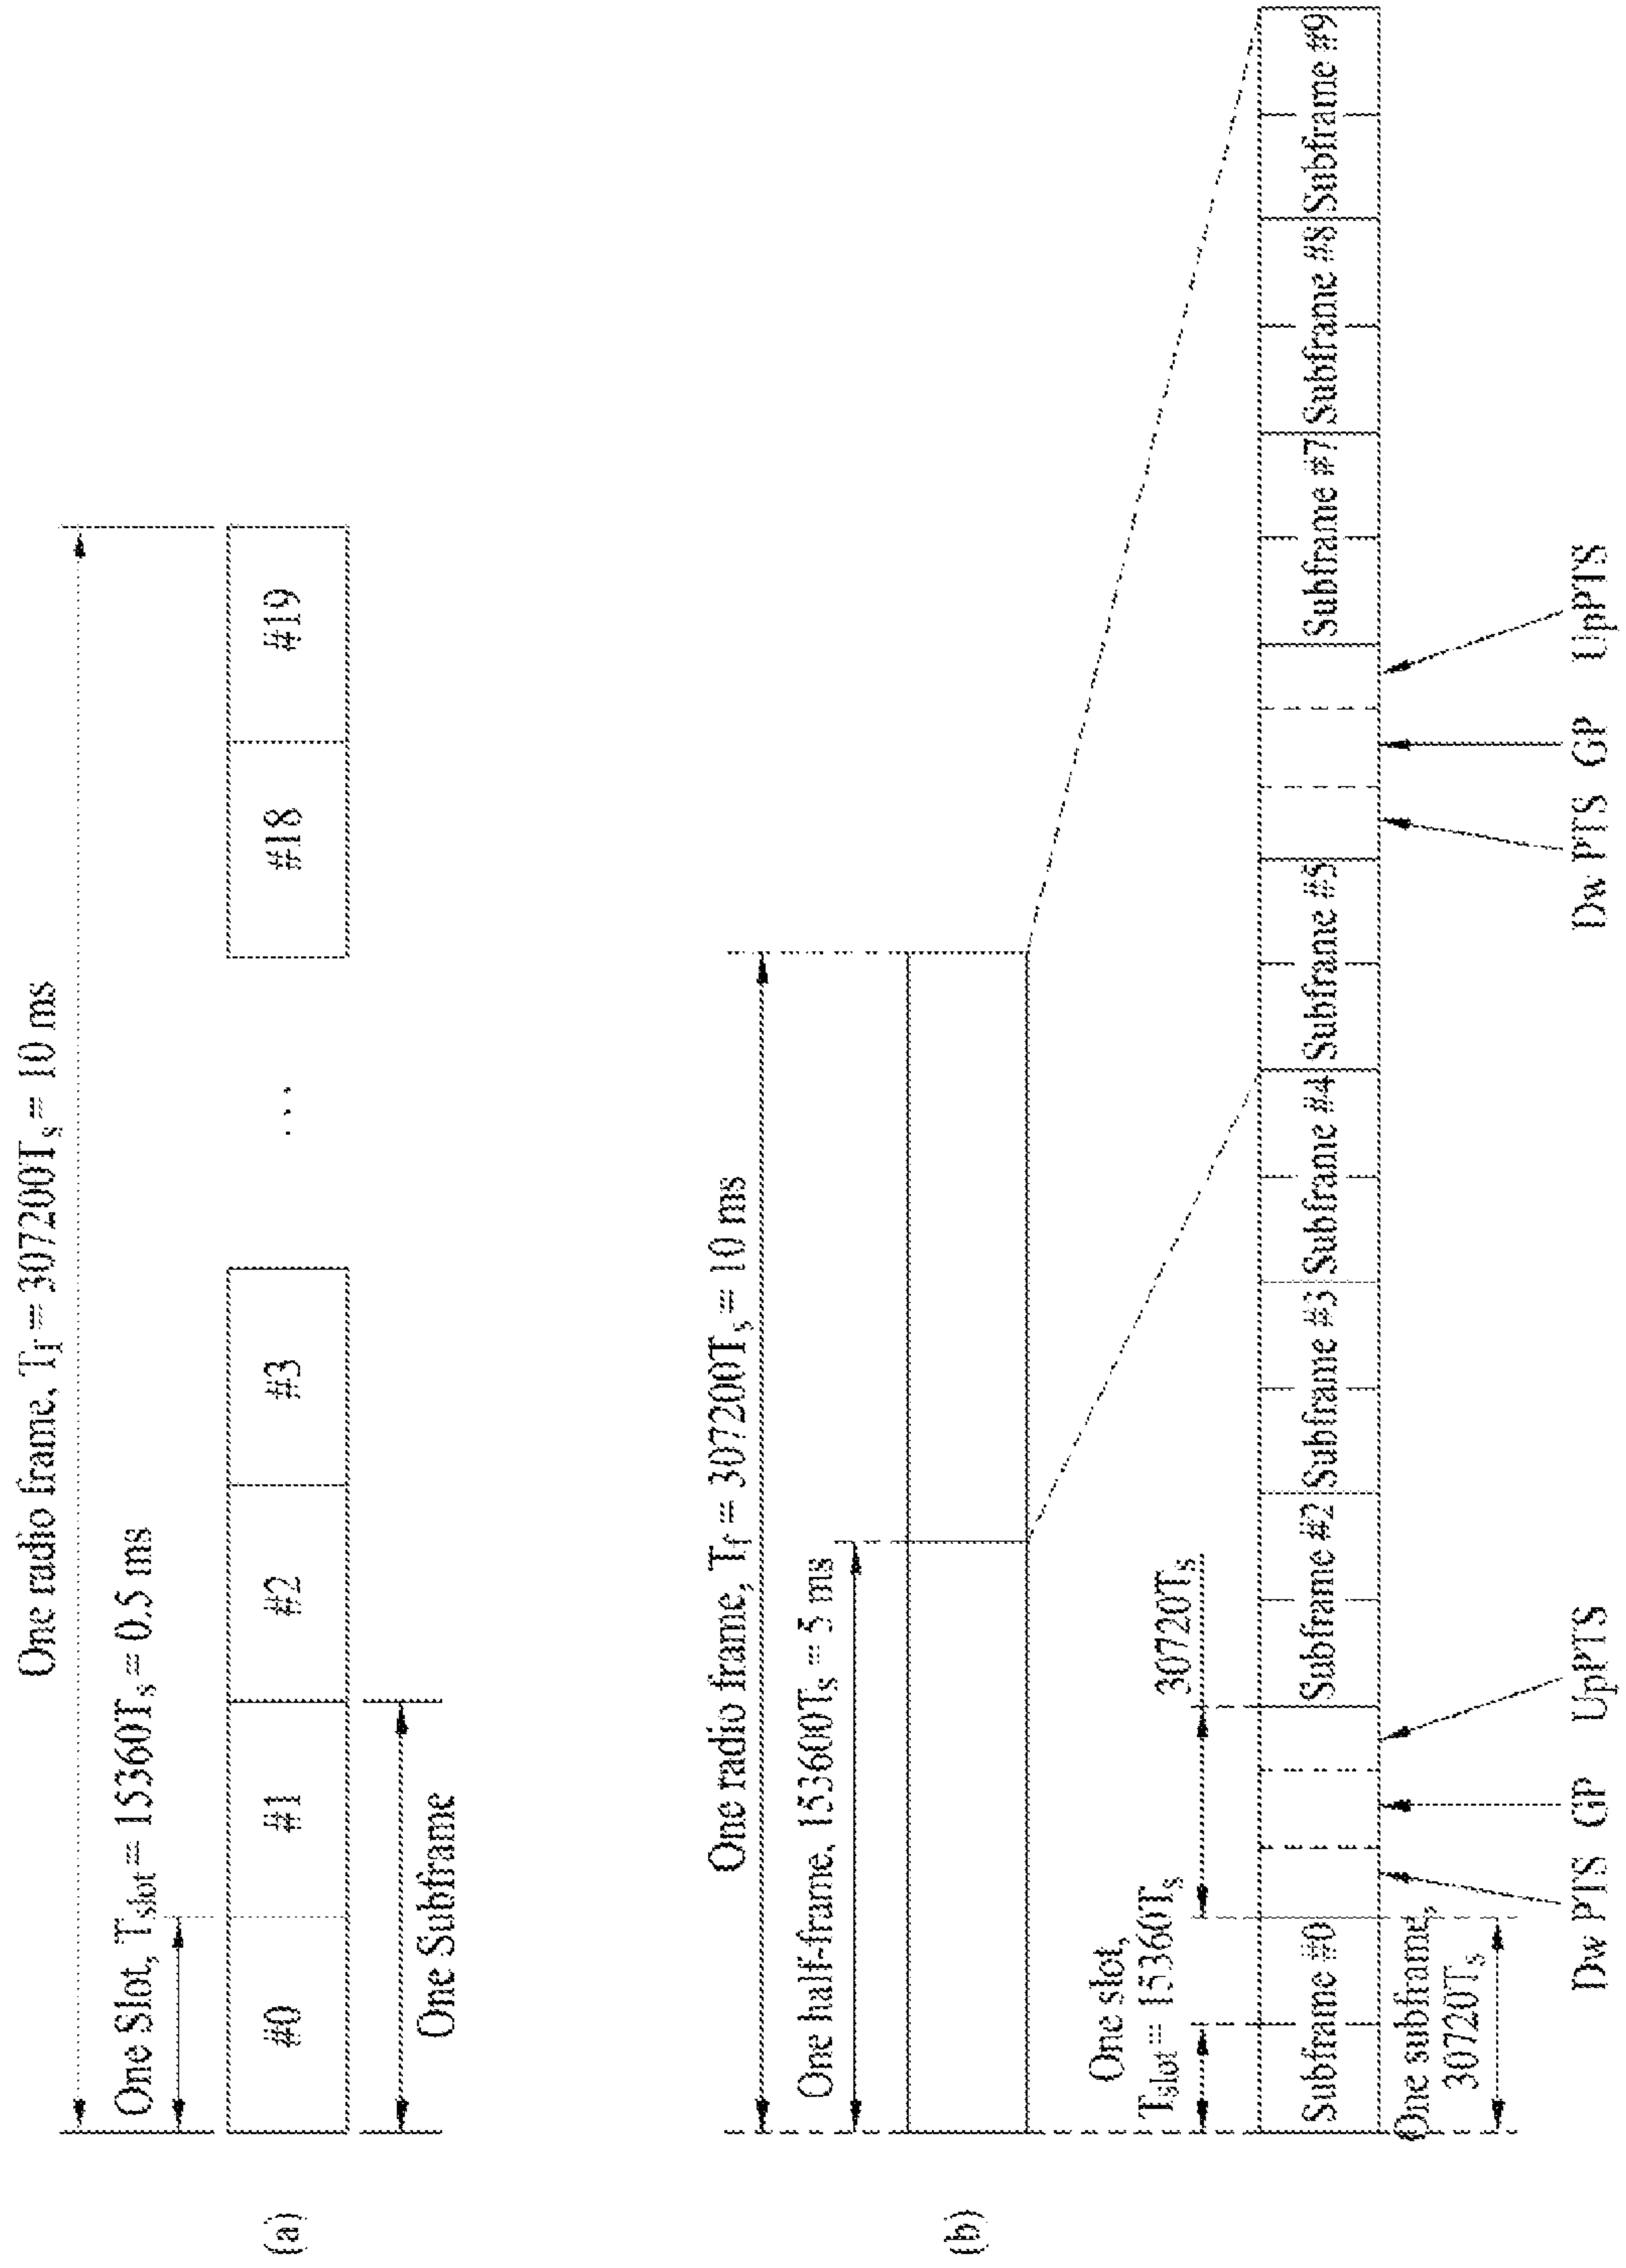 One radio frame, Tf = 307200Ts = 10 ms
One Slot, Tslot = 15360Ts = 0.5 ms
#0 #1 #2 #3 ... #18 #19
One Subframe
(a)
One radio frame, Tf = 307200Ts = 10 ms
One half-frame, 153600Ts = 5 ms
One slot,
Tslot = 15360Ts
30720Ts
Subframe #0 Subframe #2 Subframe #3 Subframe #4 Subframe #5 Subframe #7 Subframe #8 Subframe #9
One subframe,
30720Ts
Dw PTS GP UpPTS Dw PTS GP UpPTS
(b)